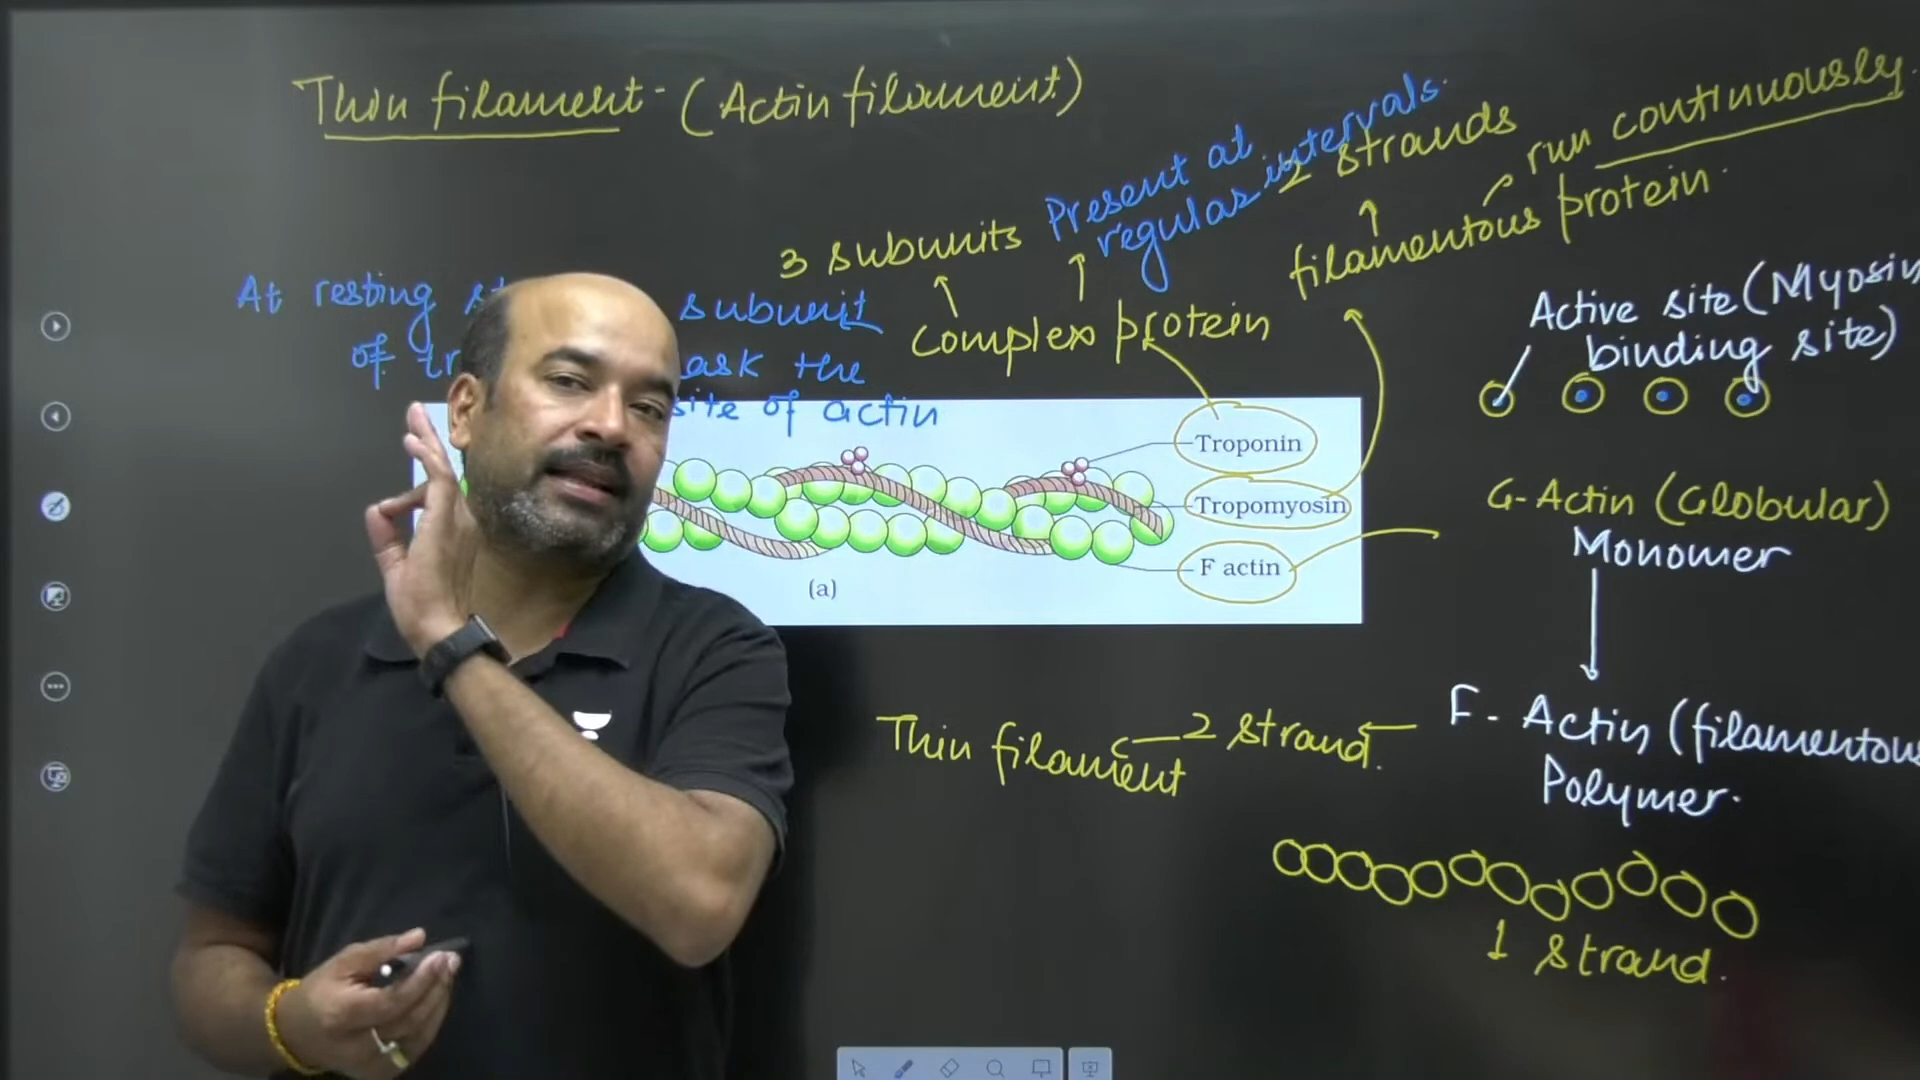 Thin filament - (Actin filament)
Present at
regular intervals.
2 strands
run continuously.
3 subunits
filamentous protein.
complex protein
At resting subunit
of the
site of actin
Active site (Myosin
binding site)
Troponin
Tropomyosin
F actin
(a)
G-Actin (Globular)
Monomer
F-Actin (filamentous
Polymer.
2 strand.
Thin filament
1 strand.